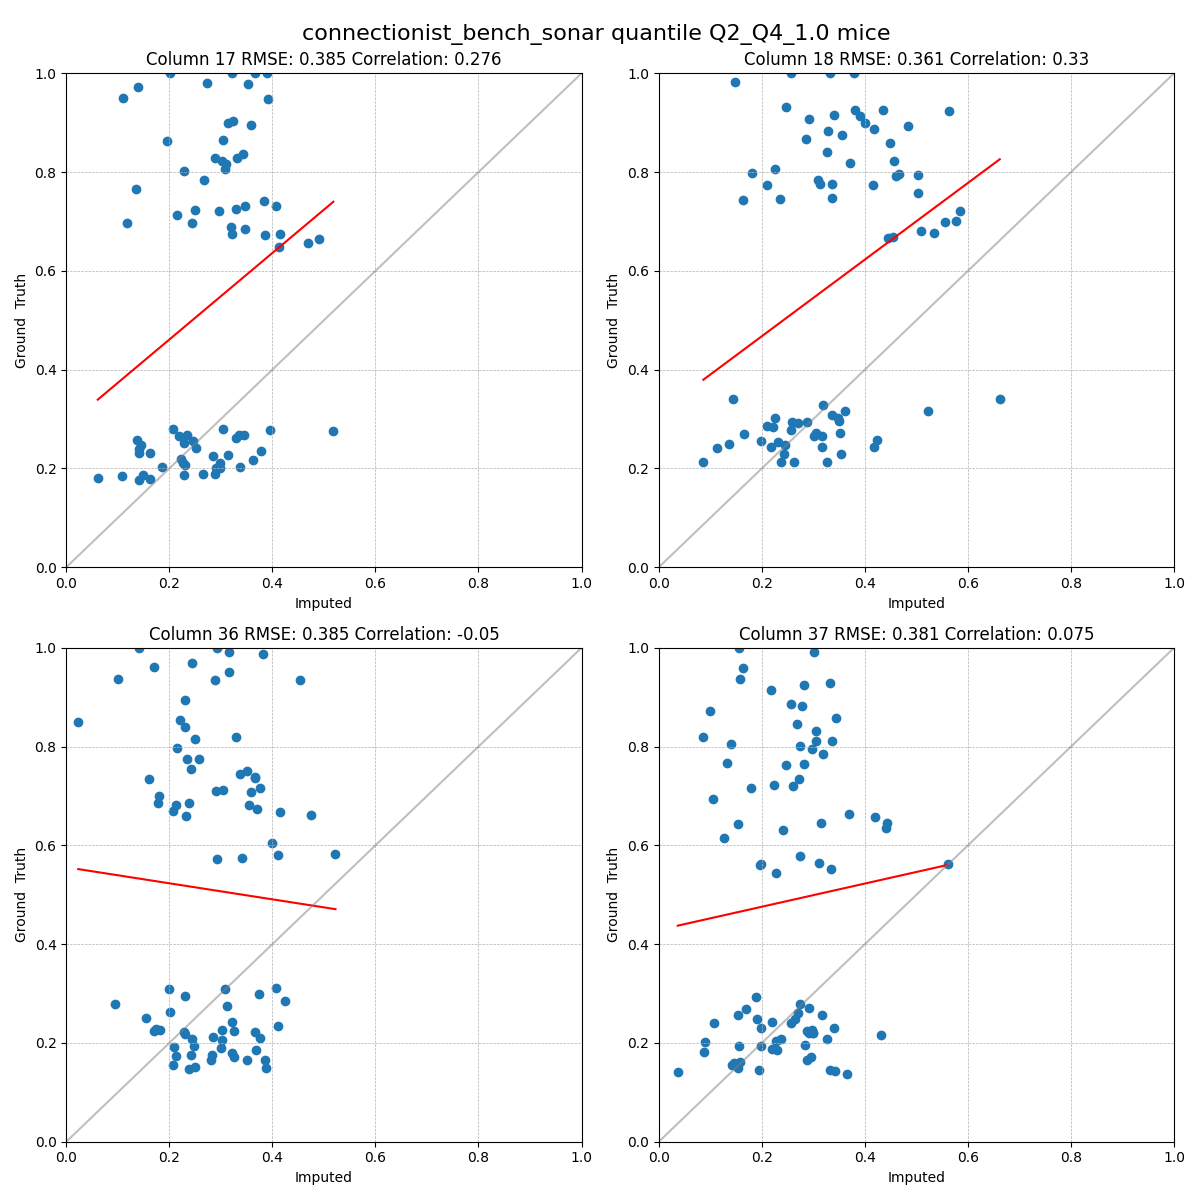 connectionist_bench_sonar quantile Q2_Q4_1.0 mice
Column 17 RMSE: 0.385 Correlation: 0.276
1.0
0.8
0.6
0.4
0.2
0.0
Ground Truth
0.0 0.2 0.4 0.6 0.8 1.0
Imputed
Column 18 RMSE: 0.361 Correlation: 0.33
1.0
0.8
0.6
0.4
0.2
0.0
Ground Truth
0.0 0.2 0.4 0.6 0.8 1.0
Imputed
Column 36 RMSE: 0.385 Correlation: -0.05
1.0
0.8
0.6
0.4
0.2
0.0
Ground Truth
0.0 0.2 0.4 0.6 0.8 1.0
Imputed
Column 37 RMSE: 0.381 Correlation: 0.075
1.0
0.8
0.6
0.4
0.2
0.0
Ground Truth
0.0 0.2 0.4 0.6 0.8 1.0
Imputed